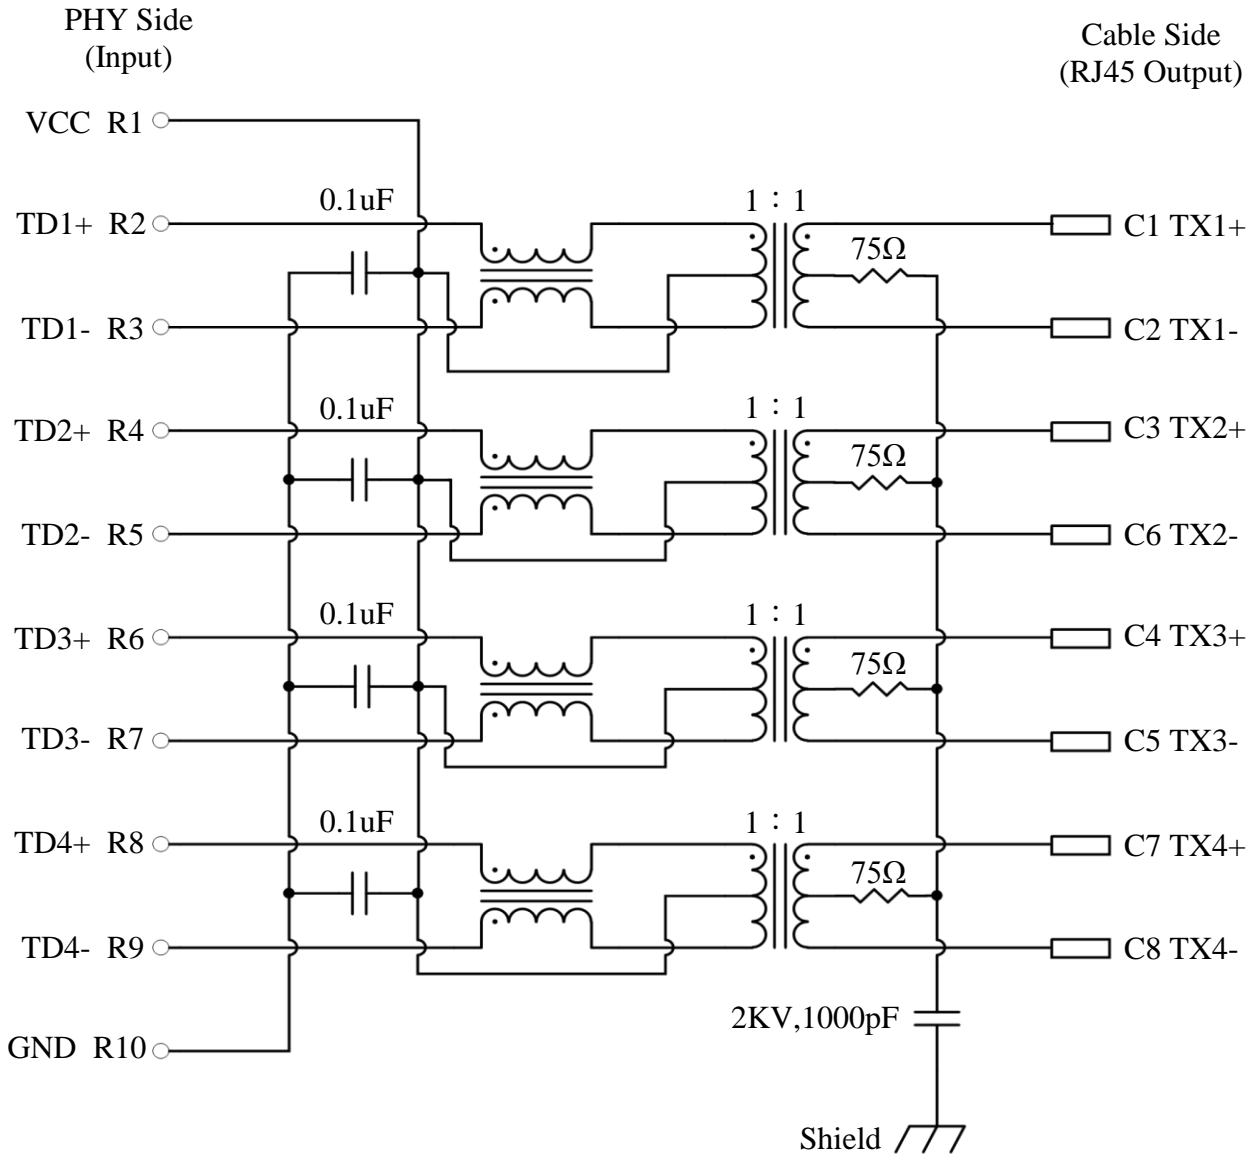 PHY Side
(Input)
Cable Side
(RJ45 Output)
VCC R1
TD1+ R2
0.1uF
1 : 1
C1 TX1+
75Ω
TD1- R3
C2 TX1-
TD2+ R4
0.1uF
1 : 1
C3 TX2+
75Ω
TD2- R5
C6 TX2-
TD3+ R6
0.1uF
1 : 1
C4 TX3+
75Ω
TD3- R7
C5 TX3-
TD4+ R8
0.1uF
1 : 1
C7 TX4+
75Ω
TD4- R9
C8 TX4-
2KV,1000pF
GND R10
Shield